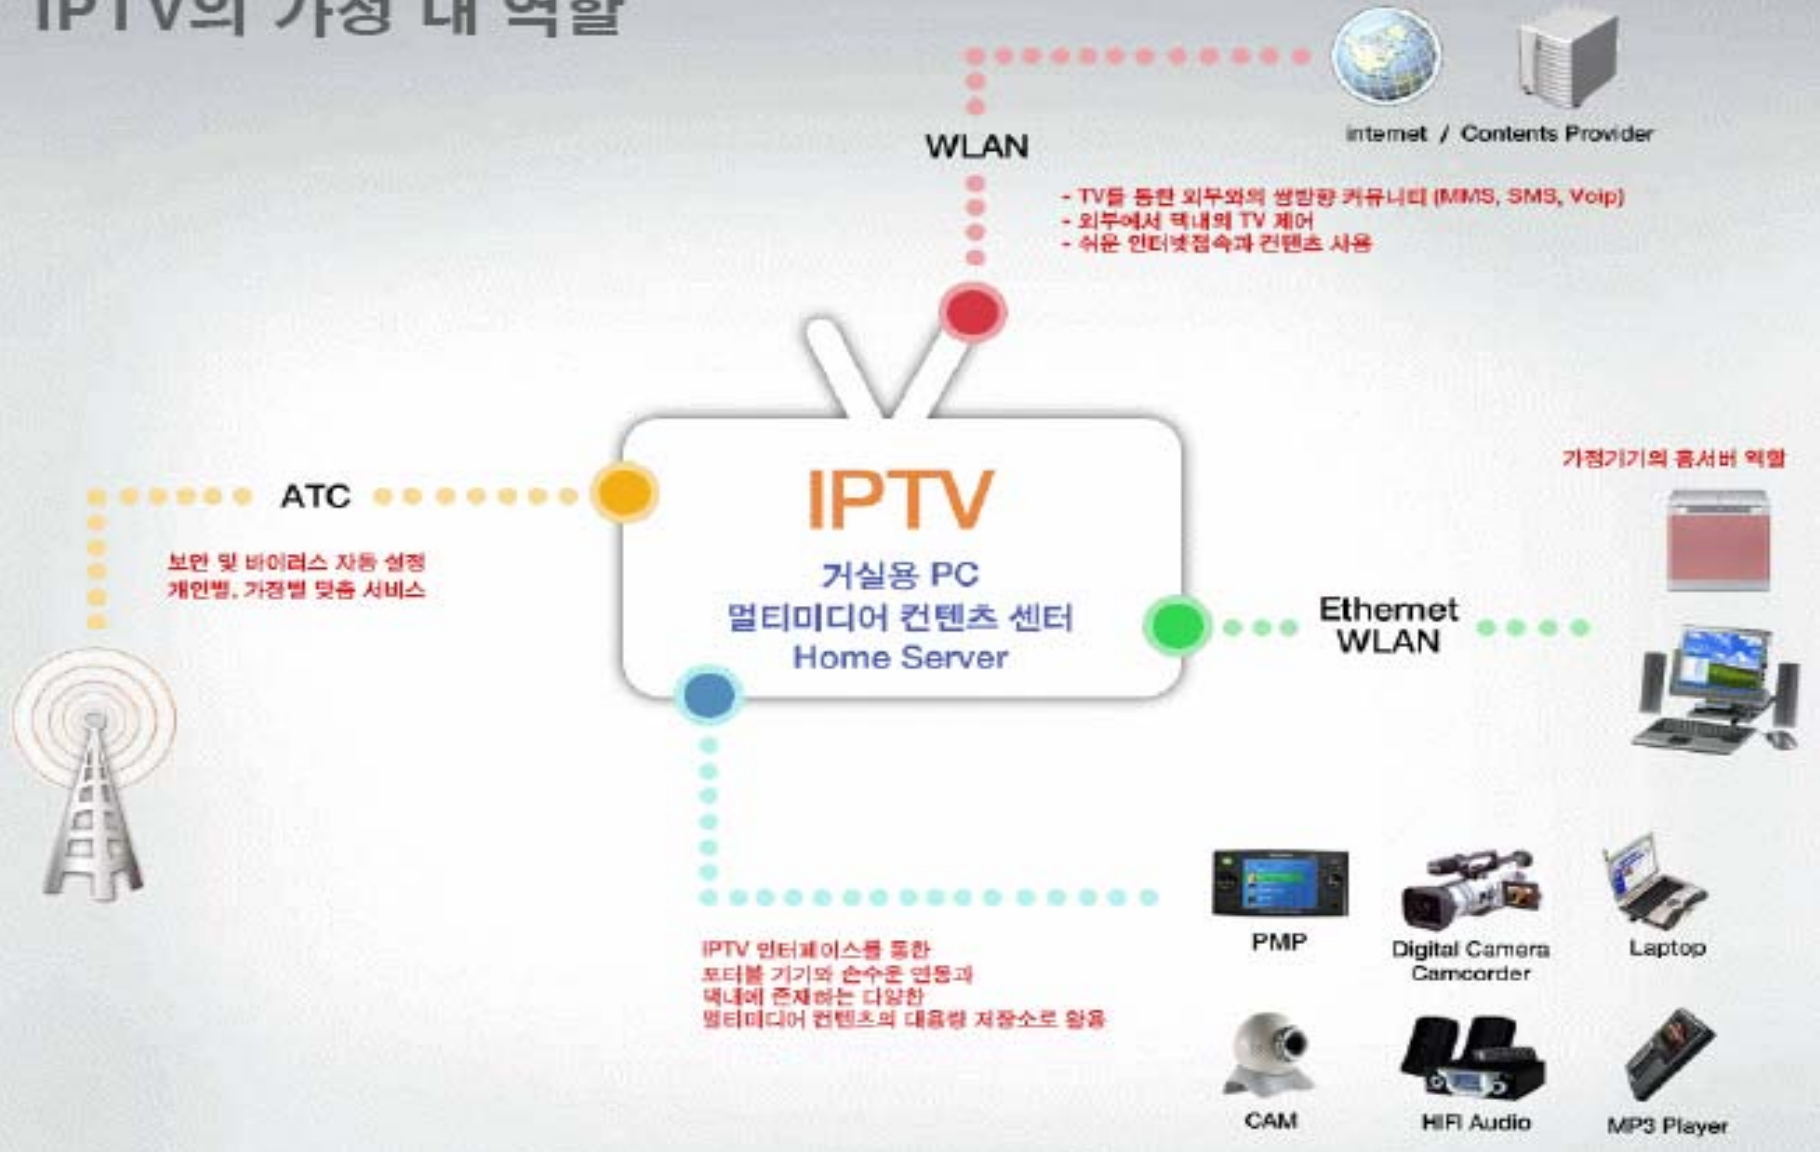 IPTV의 가정 내 역할
internet / Contents Provider
WLAN
- TV를 통한 외부와의 쌍방향 커뮤니티 (MMS, SMS, Voip)
- 외부에서 댁내의 TV 제어
- 쉬운 인터넷접속과 컨텐츠 사용
가정기기의 홈서버 역할
ATC
보안 및 바이러스 자동 설정
개인별, 가정별 맞춤 서비스
IPTV
거실용 PC
멀티미디어 컨텐츠 센터
Home Server
Ethernet
WLAN
IPTV 인터페이스를 통한
포터블 기기와 손수운 연동과
댁내에 존재하는 다양한
멀티미디어 컨텐츠의 대용량 저장소로 활용
PMP
Digital Camera
Camcorder
Laptop
CAM
HIFI Audio
MP3 Player